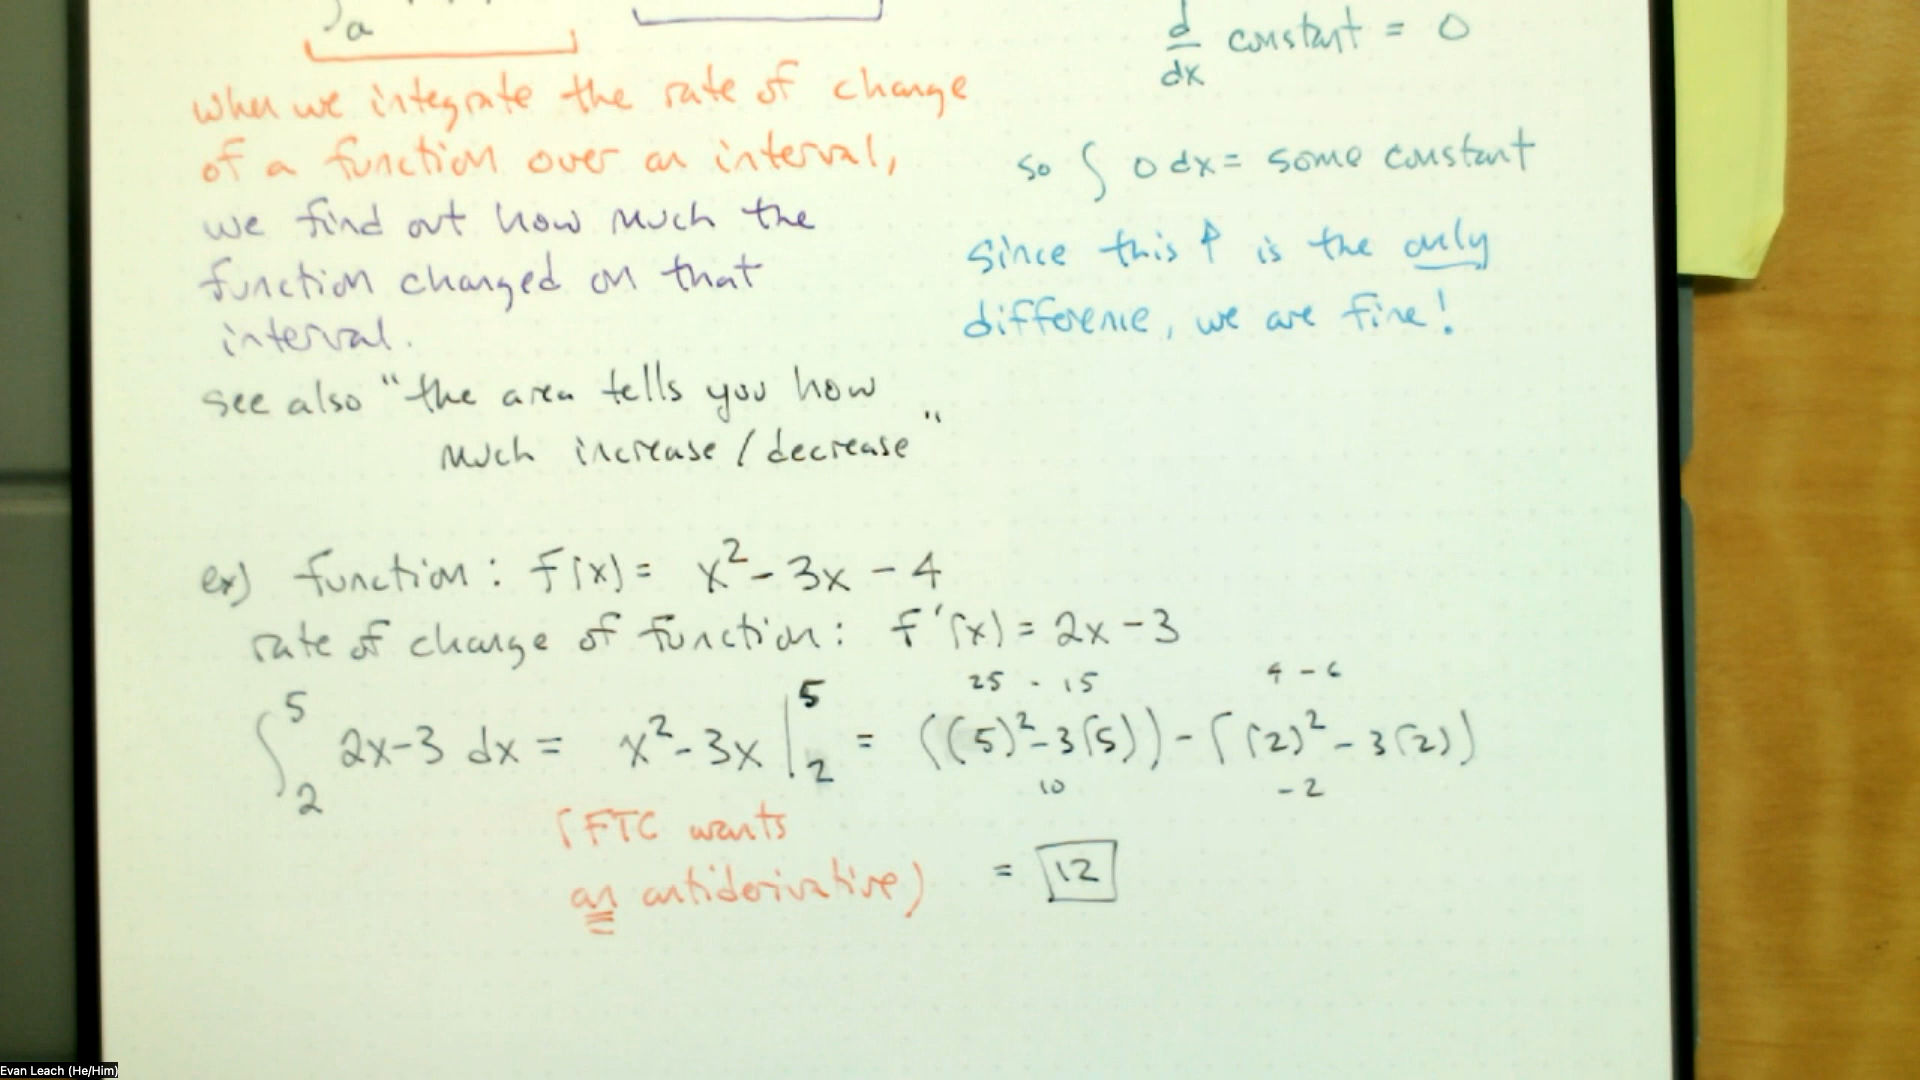 a
when we integrate the rate of change
of a function over an interval,
we find out how much the
function changed on that
interval.
see also "the area tells you how
much increase / decrease"
d/dx constant = 0
so ∫ 0 dx = some constant
since this ↑ is the only
difference, we are fine!
ex) function: f(x) = x² - 3x - 4
rate of change of function: f'(x) = 2x - 3
25 - 15 4 - 6
∫₂⁵ 2x-3 dx = x² - 3x |₂⁵ = ((5)² - 3(5)) - ((2)² - 3(2))
10 -2
(FTC wants
an antiderivative) = 12
Evan Leach (He/Him)